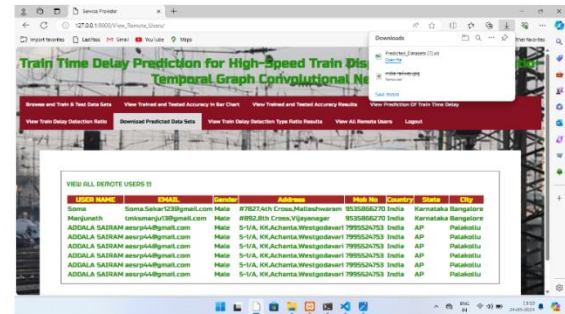 Service Provider
127.0.0.1:8000/View_Remote_Users/
Import favorites LastPass Gmail YouTube Maps
Other favorites
Downloads
Predicted_Datasets (7).xls
Open file
india railway.jpg
Removed
See more
Train Time Delay Prediction for High-Speed Train Dis
Temporal Graph Convolutional Ne
Browse and Train & Test Data Sets View Trained and Tested Accuracy in Bar Chart View Trained and Tested Accuracy Results View Prediction Of Train Time Delay
View Train Delay Detection Ratio Download Predicted Data Sets View Train Delay Detection Type Ratio Results View All Remote Users Logout
VIEW ALL REMOTE USERS !!!
USER NAME EMAIL Gender Address Mob No Country State City
Soma Soma.Sekar123@gmail.com Male #7827,4th Cross,Malleshwaram 9535866270 India Karnataka Bangalore
Manjunath tmksmanju13@gmail.com Male #892,8th Cross,Vijayanagar 9535866270 India Karnataka Bangalore
ADDALA SAIRAM aesrp44@gmail.com Male 5-1/A, KK,Achanta,Westgodavari 7995524753 India AP Palakollu
ADDALA SAIRAM aesrp44@gmail.com Male 5-1/A, KK,Achanta,Westgodavari 7995524753 India AP Palakollu
ADDALA SAIRAM aesrp44@gmail.com Male 5-1/A, KK,Achanta,Westgodavari 7995524753 India AP Palakollu
ADDALA SAIRAM aesrp44@gmail.com Male 5-1/A, KK,Achanta,Westgodavari 7995524753 India AP Palakollu
ADDALA SAIRAM aesrp44@gmail.com Male 5-1/A, KK,Achanta,Westgodavari 7995524753 India AP Palakollu
ENG
IN